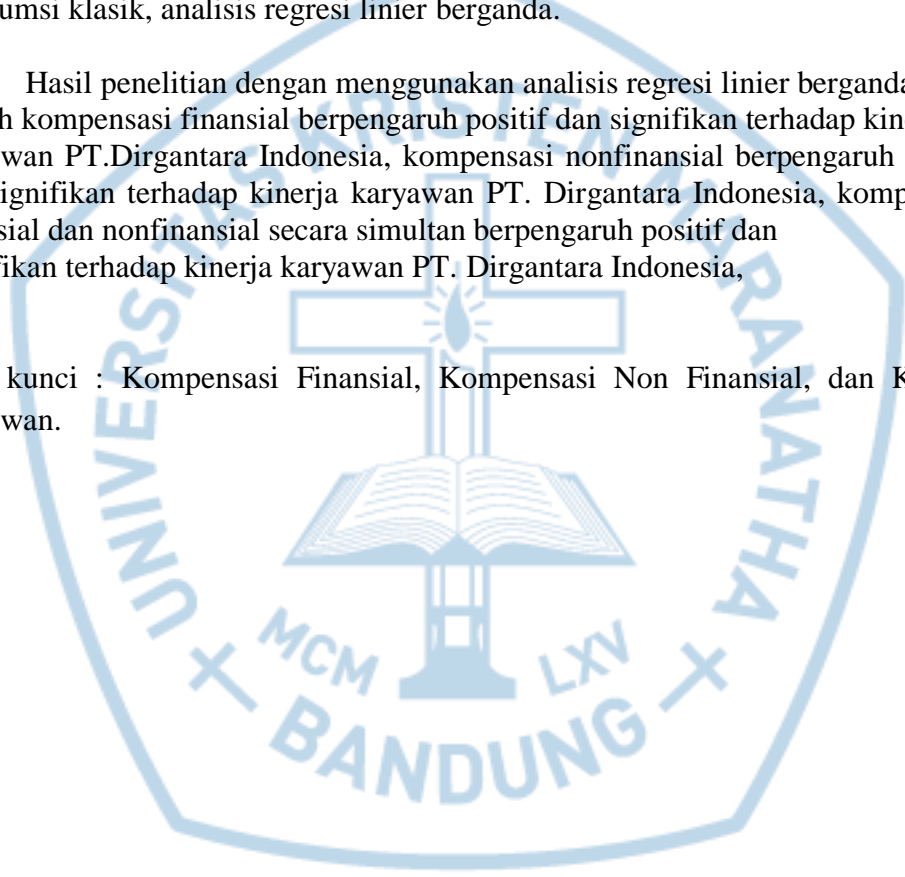 umsi klasik, analisis regresi linier berganda.
Hasil penelitian dengan menggunakan analisis regresi linier berganda
h kompensasi finansial berpengaruh positif dan signifikan terhadap kin
wan PT.Dirgantara Indonesia, kompensasi nonfinansial berpengaruh
ignifikan terhadap kinerja karyawan PT. Dirgantara Indonesia, komp
sial dan nonfinansial secara simultan berpengaruh positif dan
fikan terhadap kinerja karyawan PT. Dirgantara Indonesia,
kunci : Kompensasi Finansial, Kompensasi Non Finansial, dan K
wan.
UNIVERSITAS KRISTEN MARANATHA
MCM LXV
BANDUNG